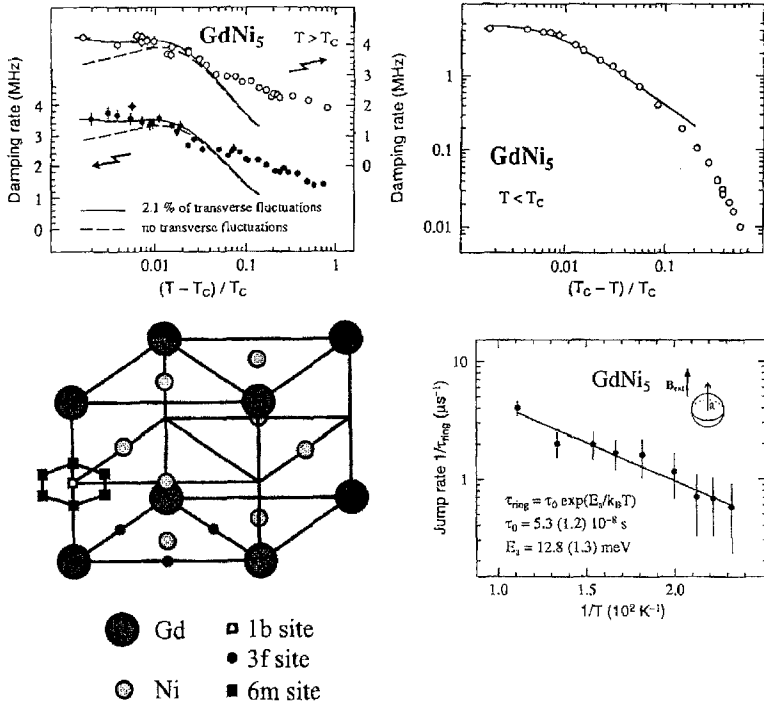 GdNi5
T > TC
Damping rate (MHz)
4
3
2
1
0
4
3
2
1
0
Damping rate (MHz)
2.1 % of transverse fluctuations
no transverse fluctuations
0.01
0.1
1
(T – TC) / TC
1
0.1
0.01
GdNi5
T < TC
0.01
0.1
(TC – T) / TC
Gd
Ni
1b site
3f site
6m site
10
1
Jump rate 1/τring (μs-1)
GdNi5
Bext
a
τring = τ0 exp(Ea/kBT)
τ0 = 5.3 (1.2) 10-8 s
Ea = 12.8 (1.3) meV
1.0
1.5
2.0
1/T (10² K-1)